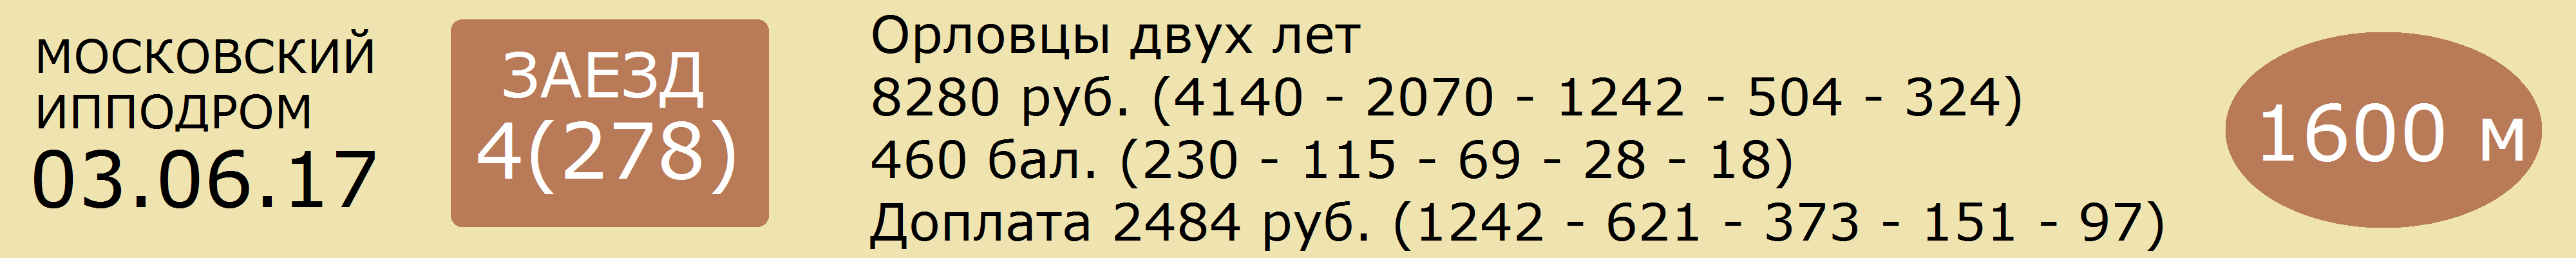 МОСКОВСКИЙ
ИППОДРОМ
03.06.17
ЗАЕЗД
4(278)
Орловцы двух лет
8280 руб. (4140 - 2070 - 1242 - 504 - 324)
460 бал. (230 - 115 - 69 - 28 - 18)
Доплата 2484 руб. (1242 - 621 - 373 - 151 - 97)
1600 м